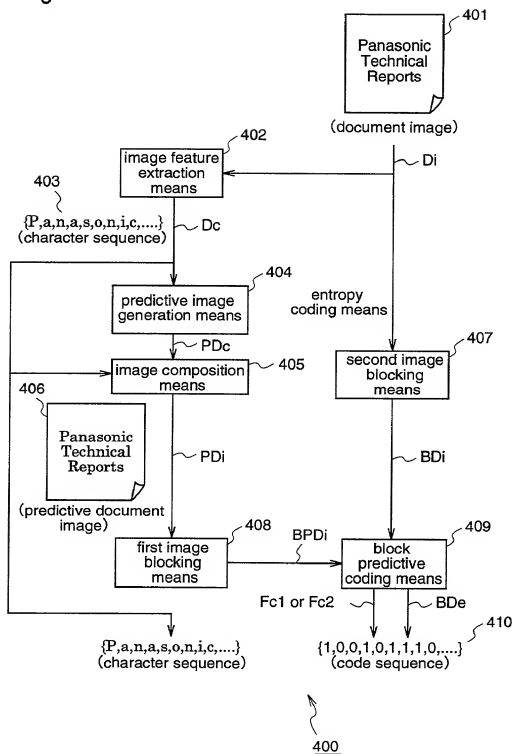 401
Panasonic
Technical
Reports
(document image)
402
Di
image feature
extraction
means
403
{P,a,n,a,s,o,n,i,c,....}
(character sequence)
Dc
404
predictive image
generation means
entropy
coding means
PDc
407
405
image composition
means
second image
blocking
means
406
Panasonic
Technical
Reports
PDi
BDi
(predictive document
image)
408
BPDi
409
first image
blocking
means
block
predictive
coding means
Fc1 or Fc2
BDe
410
{P,a,n,a,s,o,n,i,c,....}
(character sequence)
{1,0,0,1,0,1,1,1,0,....}
(code sequence)
400